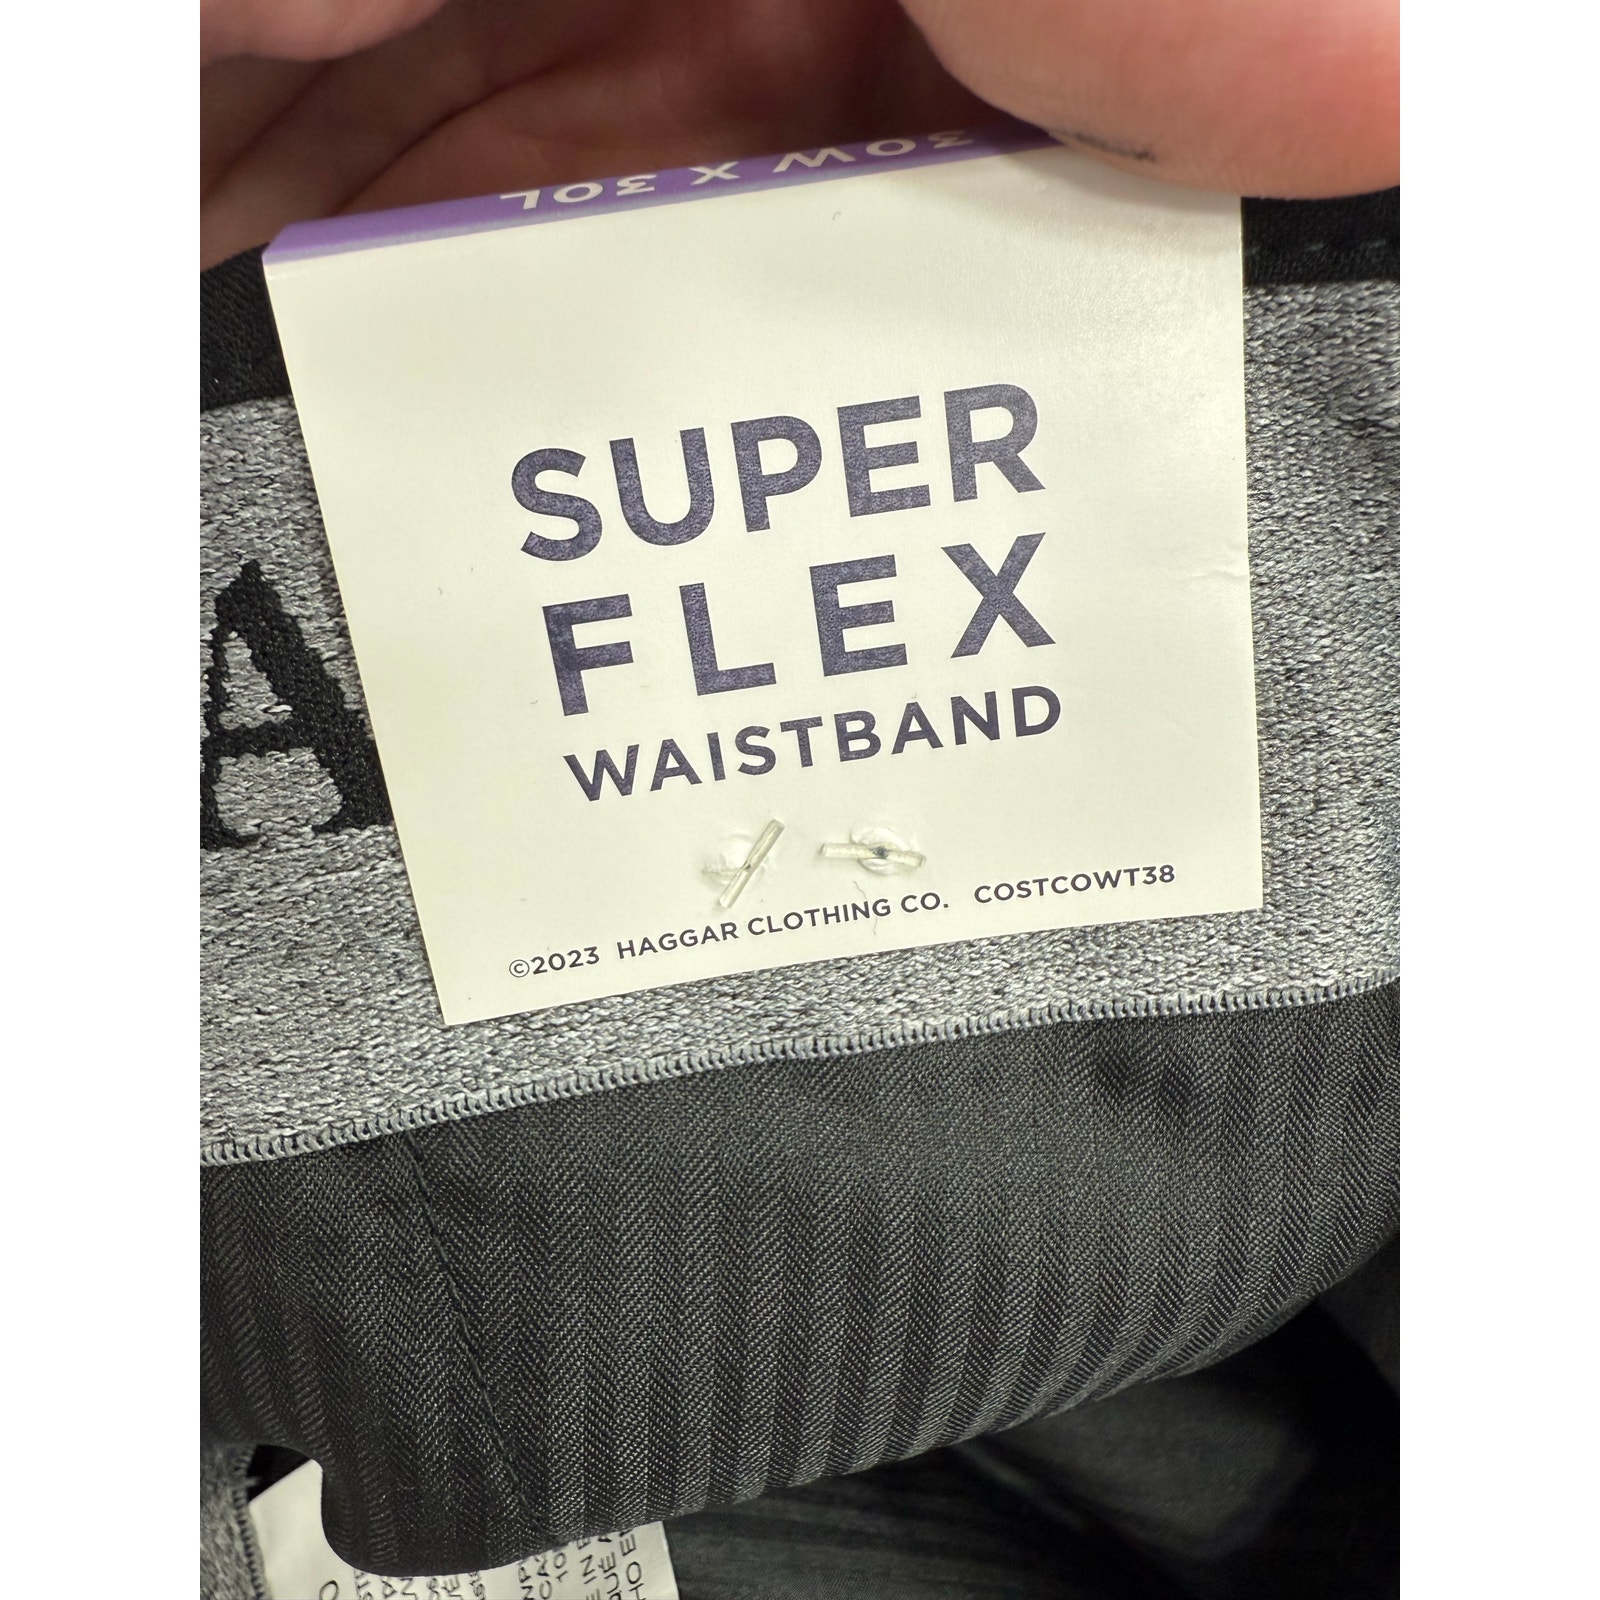 30W X 30L
SUPER
FLEX
WAISTBAND
©2023 HAGGAR CLOTHING CO. COSTCOWT38
A